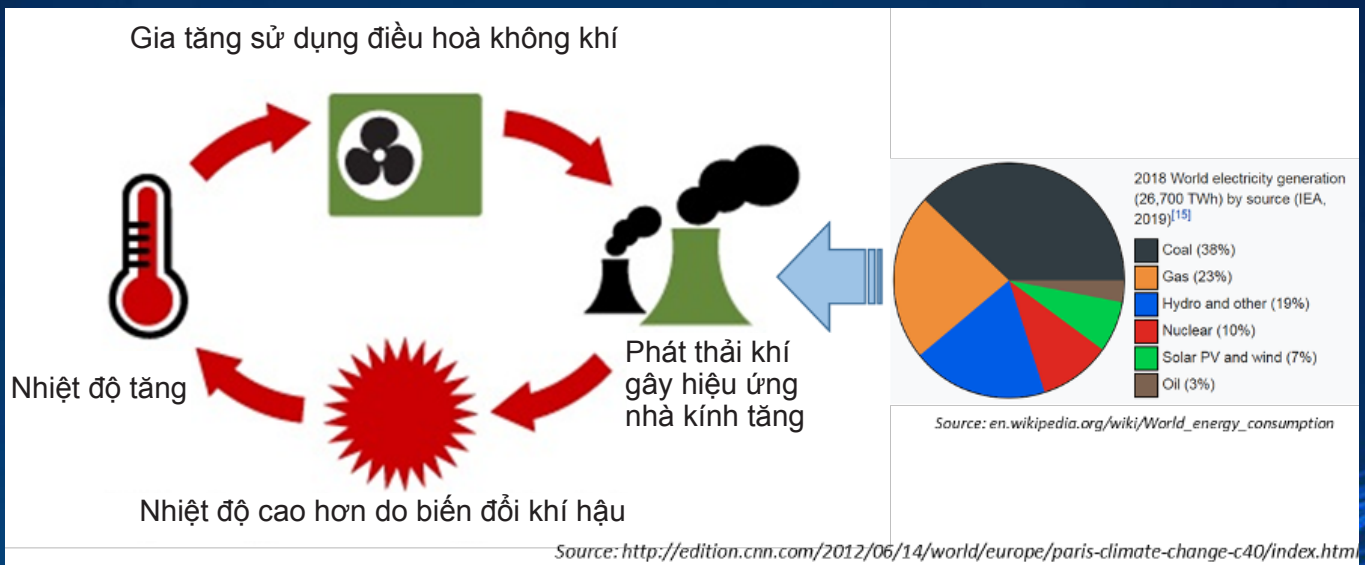 Gia tăng sử dụng điều hoà không khí
Nhiệt độ tăng
Phát thải khí
gây hiệu ứng
nhà kính tăng
Nhiệt độ cao hơn do biến đổi khí hậu
2018 World electricity generation
(26,700 TWh) by source (IEA,
2019)[15]
Coal (38%)
Gas (23%)
Hydro and other (19%)
Nuclear (10%)
Solar PV and wind (7%)
Oil (3%)
Source: en.wikipedia.org/wiki/World_energy_consumption
Source: http://edition.cnn.com/2012/06/14/world/europe/paris-climate-change-c40/index.html